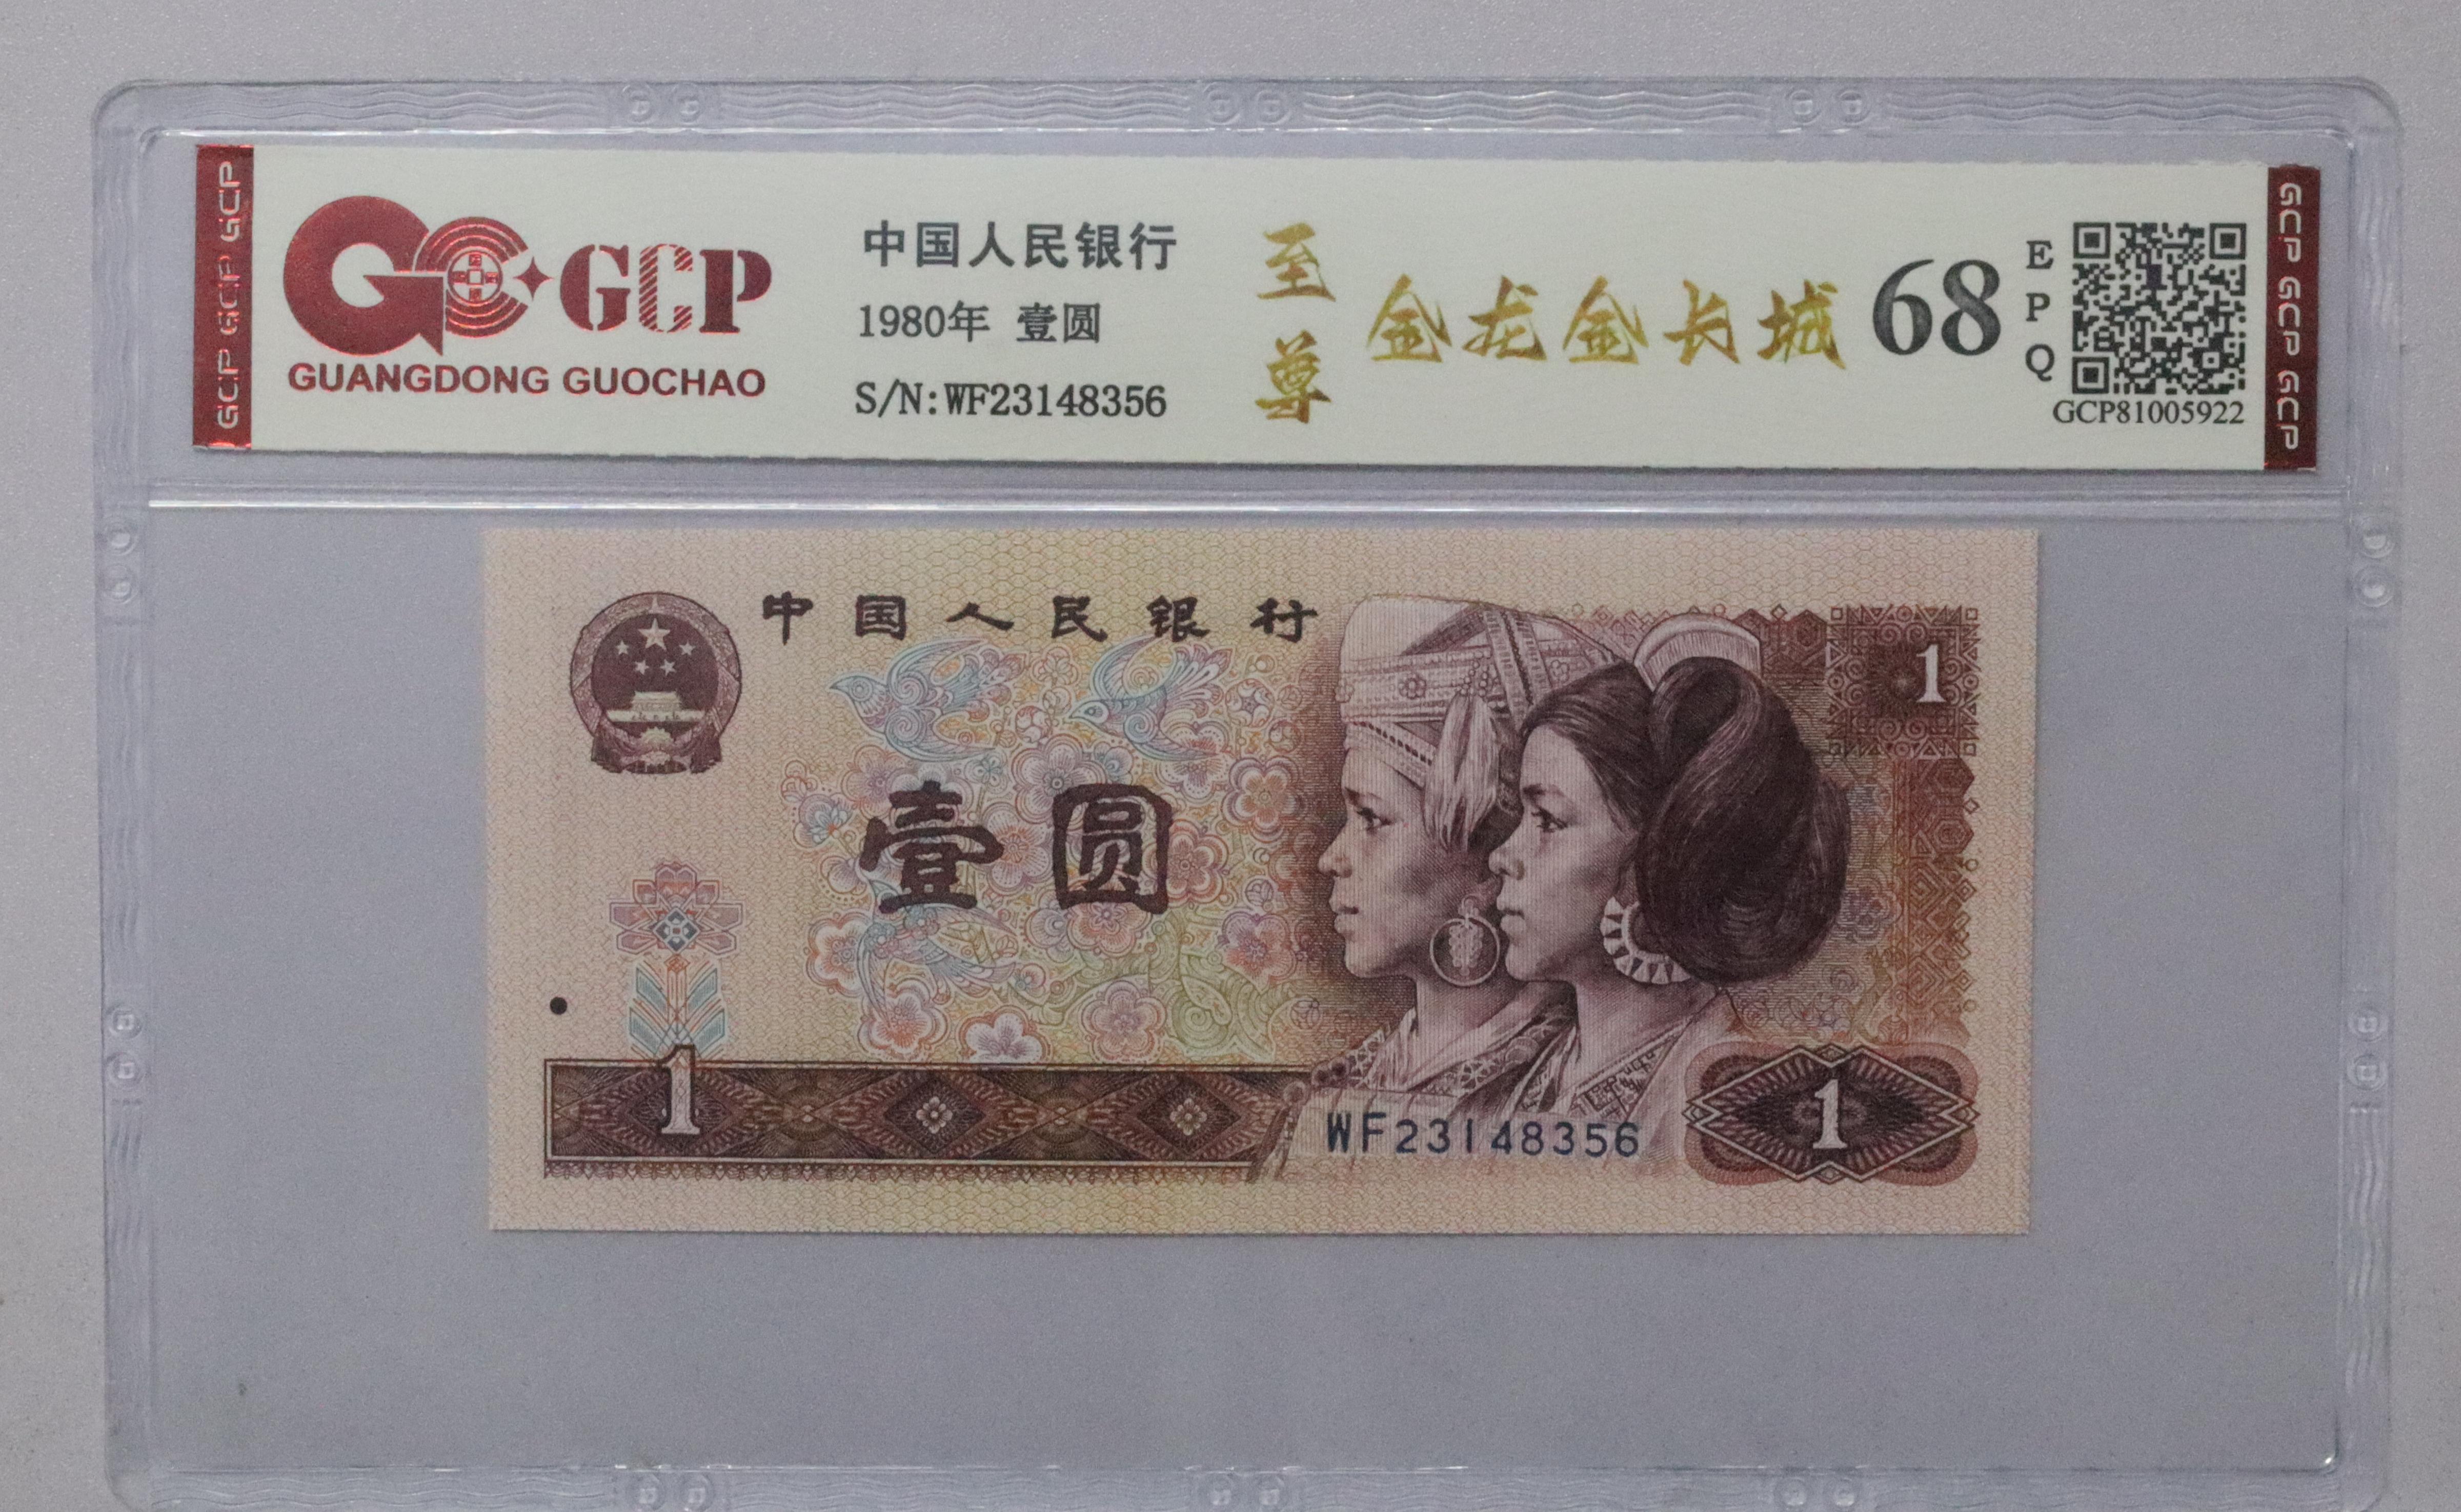 GCP GCP GCP
GCP
GUANGDONG GUOCHAO
中国人民银行
1980年 壹圆
S/N:WF23148356
至尊
金龙金长城
68
EPQ
GCP81005922
GCP GCP GCP
中国人民银行
1
壹圆
1
WF23148356
1